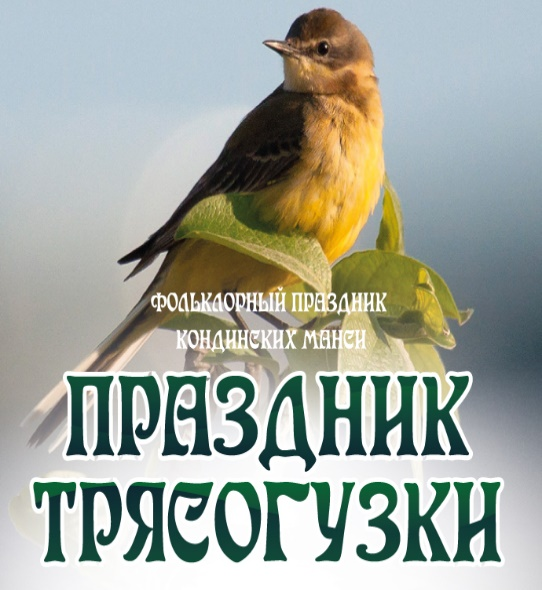 ФОЛЬКЛОРНЫЙ ПРАЗДНИК
КОНДИНСКИХ МАНСИ
ПРАЗДНИК
ТРЯСОГУЗКИ